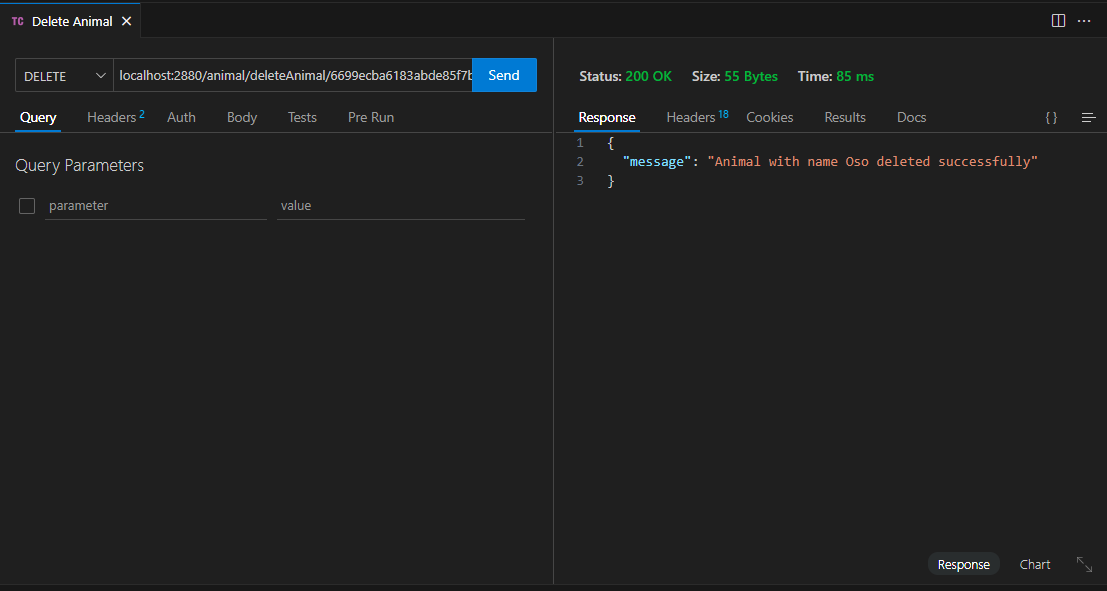 TC Delete Animal
DELETE localhost:2880/animal/deleteAnimal/6699ecba6183abde85f7b Send
Query Headers 2 Auth Body Tests Pre Run
Query Parameters
parameter value
Status: 200 OK Size: 55 Bytes Time: 85 ms
Response Headers 18 Cookies Results Docs {}
1 {
2 "message": "Animal with name Oso deleted successfully"
3 }
Response Chart